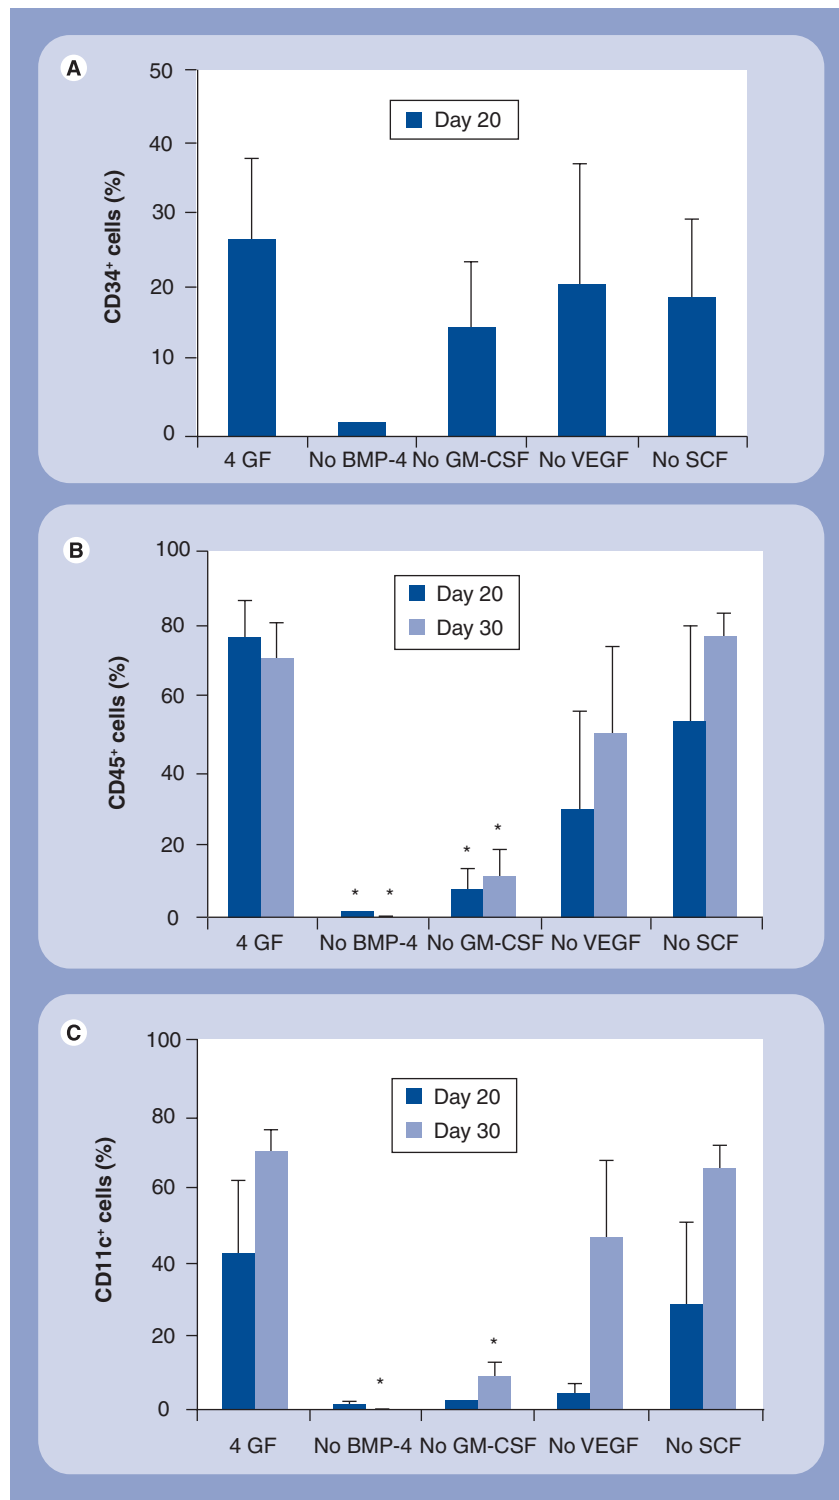 A
50
40
30
20
10
0
CD34+ cells (%)
Day 20
4 GF No BMP-4 No GM-CSF No VEGF No SCF
B
100
80
60
40
20
0
CD45+ cells (%)
Day 20
Day 30
* * * *
4 GF No BMP-4 No GM-CSF No VEGF No SCF
C
100
80
60
40
20
0
CD11c+ cells (%)
Day 20
Day 30
* *
4 GF No BMP-4 No GM-CSF No VEGF No SCF